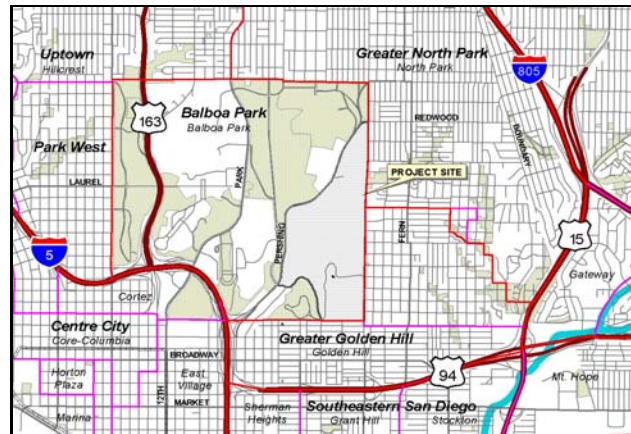 Uptown
Hillcrest
Greater North Park
North Park
805
163
Balboa Park
Balboa Park
REDWOOD
BOUNDARY
Park West
LAUREL
PARK
PROJECT SITE
PERSHING
FERN
5
15
Gateway
Cortez
Centre City
Core-Columbia
Greater Golden Hill
Golden Hill
BROADWAY
Horton
Plaza
12TH
East
Village
94
Mt. Hope
MARKET
Marina
Sherman
Heights
Southeastern San Diego
Grant Hill
Stockton